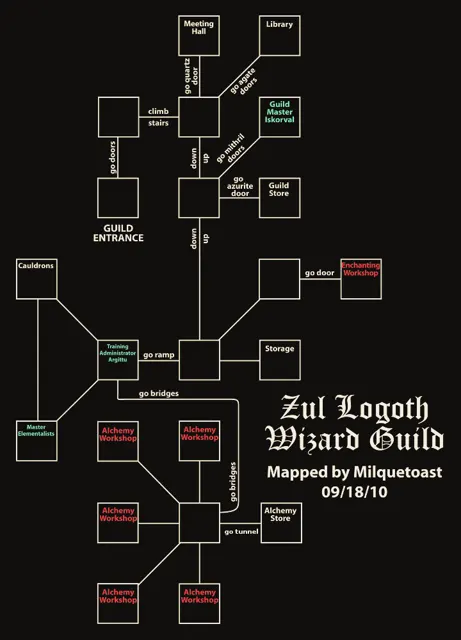 Meeting
Hall
Library
go quartz
door
go agate
doors
climb
stairs
Guild
Master
Iskorval
go doors
down
up
go mithril
doors
go
azurite
door
Guild
Store
GUILD
ENTRANCE
down
up
Cauldrons
go door
Enchanting
Workshop
Training
Administrator
Argittu
go ramp
Storage
go bridges
Master
Elementalists
Zul Logoth
Wizard Guild
Mapped by Milquetoast
09/18/10
Alchemy
Workshop
Alchemy
Workshop
go bridges
Alchemy
Workshop
go tunnel
Alchemy
Store
Alchemy
Workshop
Alchemy
Workshop